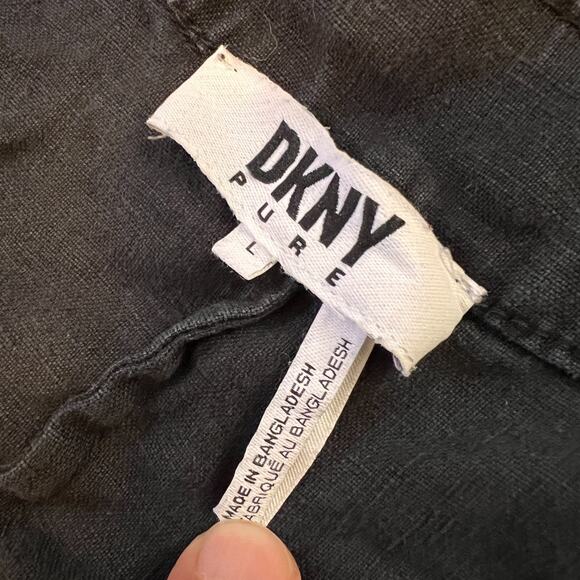 DKNY
PURE
L
MADE IN BANGLADESH
FABRIQUÉ AU BANGLADESH